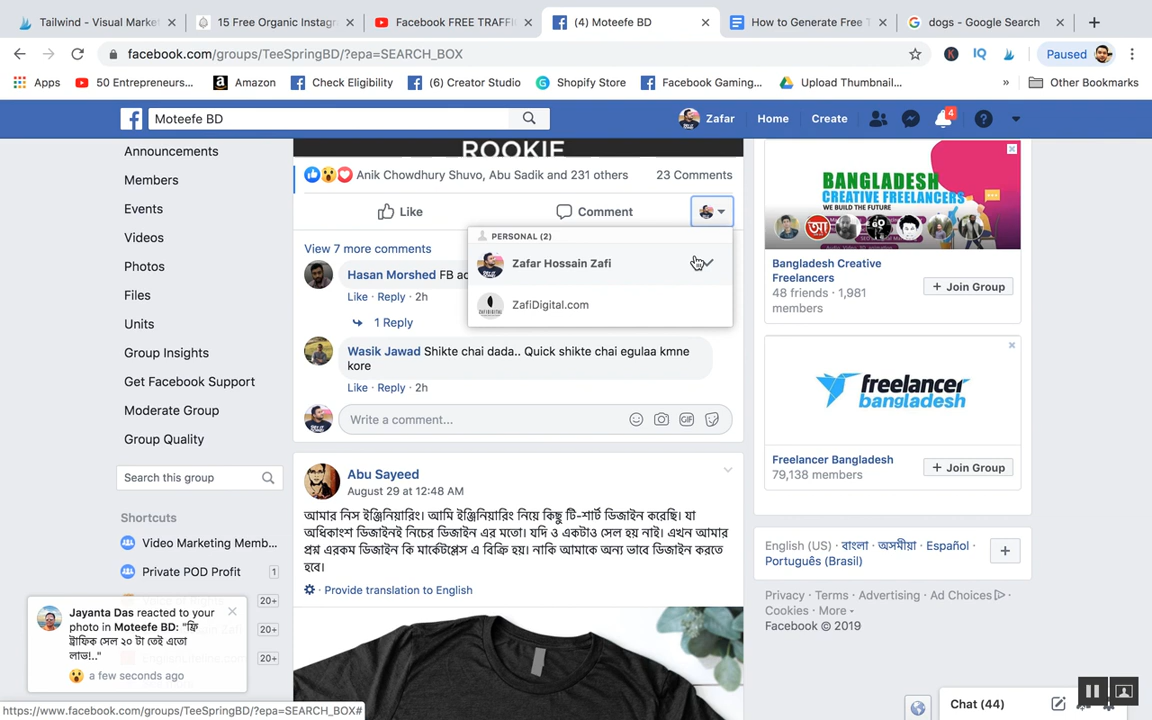 Tailwind - Visual Market
15 Free Organic Instag
Facebook FREE TRAFFI
(4) Moteefe BD
How to Generate Free T
dogs - Google Search
facebook.com/groups/TeeSpringBD/?epa=SEARCH_BOX
Paused
Apps
50 Entrepreneurs...
Amazon
Check Eligibility
(6) Creator Studio
Shopify Store
Facebook Gaming...
Upload Thumbnail...
»
Other Bookmarks
Moteefe BD
Zafar
Home
Create
4
Announcements
Members
Events
Videos
Photos
Files
Units
Group Insights
Get Facebook Support
Moderate Group
Group Quality
Search this group
Shortcuts
Video Marketing Memb...
Private POD Profit 1
20+
20+
20+
Jayanta Das reacted to your
photo in Moteefe BD: "ফ্রি
ট্রাফিক সেল ২০ টা তেই এতো
লাভ!.."
a few seconds ago
https://www.facebook.com/groups/TeeSpringBD/?epa=SEARCH_BOX#
ROOKIE
Anik Chowdhury Shuvo, Abu Sadik and 231 others
23 Comments
Like
Comment
PERSONAL (2)
Zafar Hossain Zafi
ZafiDigital.com
View 7 more comments
Hasan Morshed FB ad
Like · Reply · 2h
1 Reply
Wasik Jawad Shikte chai dada.. Quick shikte chai egulaa kmne
kore
Like · Reply · 2h
Write a comment...
GIF
Abu Sayeed
August 29 at 12:48 AM
আমার নিস ইঞ্জিনিয়ারিং। আমি ইঞ্জিনিয়ারিং নিয়ে কিছু টি-শার্ট ডিজাইন করেছি। যা
অধিকাংশ ডিজাইনই নিচের ডিজাইন এর মতো। যদি ও একটাও সেল হয় নাই। এখন আমার
প্রশ্ন এরকম ডিজাইন কি মার্কেটপ্লেস এ বিক্রি হয়। নাকি আমাকে অন্য ভাবে ডিজাইন করতে
হবে।
Provide translation to English
BANGLADESH
CREATIVE FREELANCERS
WE BUILD THE FUTURE
Bangladesh Creative
Freelancers
48 friends · 1,981
members
+ Join Group
freelancer
bangladesh
Freelancer Bangladesh
79,138 members
+ Join Group
English (US) · বাংলা · অসমীয়া · Español ·
Português (Brasil)
Privacy · Terms · Advertising · Ad Choices ·
Cookies · More
Facebook © 2019
Chat (44)